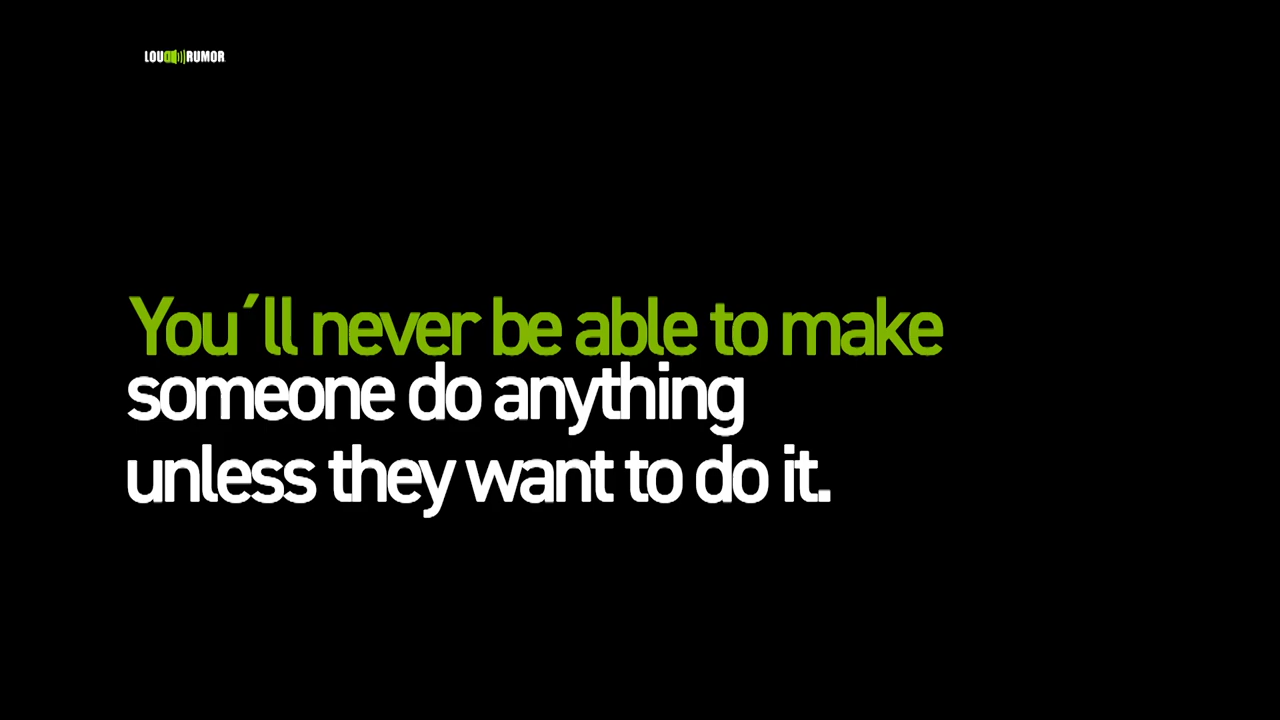 LOUD RUMOR
You´ll never be able to make
someone do anything
unless they want to do it.